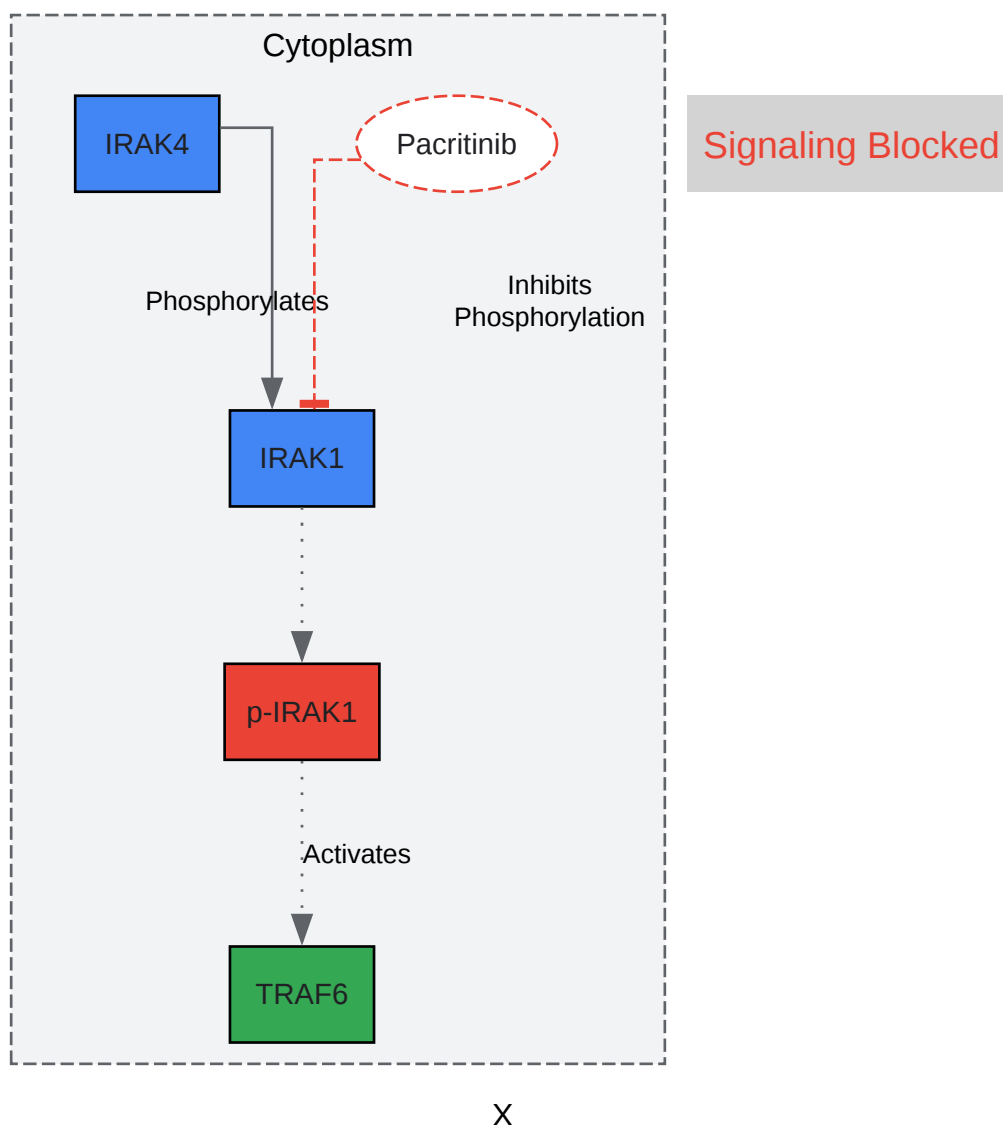 Cytoplasm
IRAK4
Pacritinib
Signaling Blocked
Phosphorylates
Inhibits
Phosphorylation
IRAK1
p-IRAK1
Activates
TRAF6
X